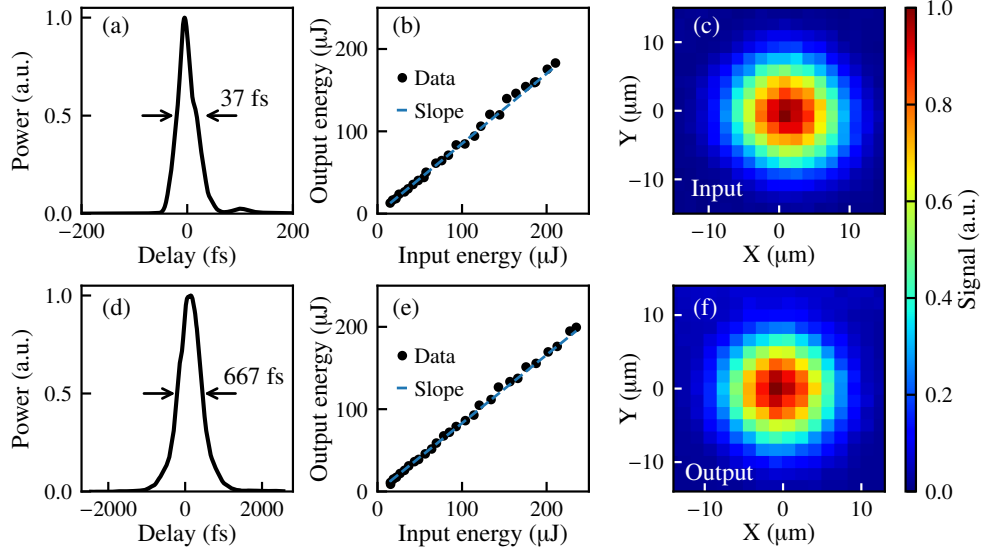 (a)
Power (a.u.)
1.0
0.5
0.0
37 fs
−200
0
200
Delay (fs)
(b)
Output energy (µJ)
200
100
0
Data
Slope
0
100
200
Input energy (µJ)
(c)
Y (µm)
10
0
−10
Input
−10
0
10
X (µm)
(d)
Power (a.u.)
1.0
0.5
0.0
667 fs
−2000
0
2000
Delay (fs)
(e)
Output energy (µJ)
200
100
0
Data
Slope
0
100
200
Input energy (µJ)
(f)
Y (µm)
10
0
−10
Output
−10
0
10
X (µm)
1.0
0.8
0.6
0.4
0.2
0.0
Signal (a.u.)